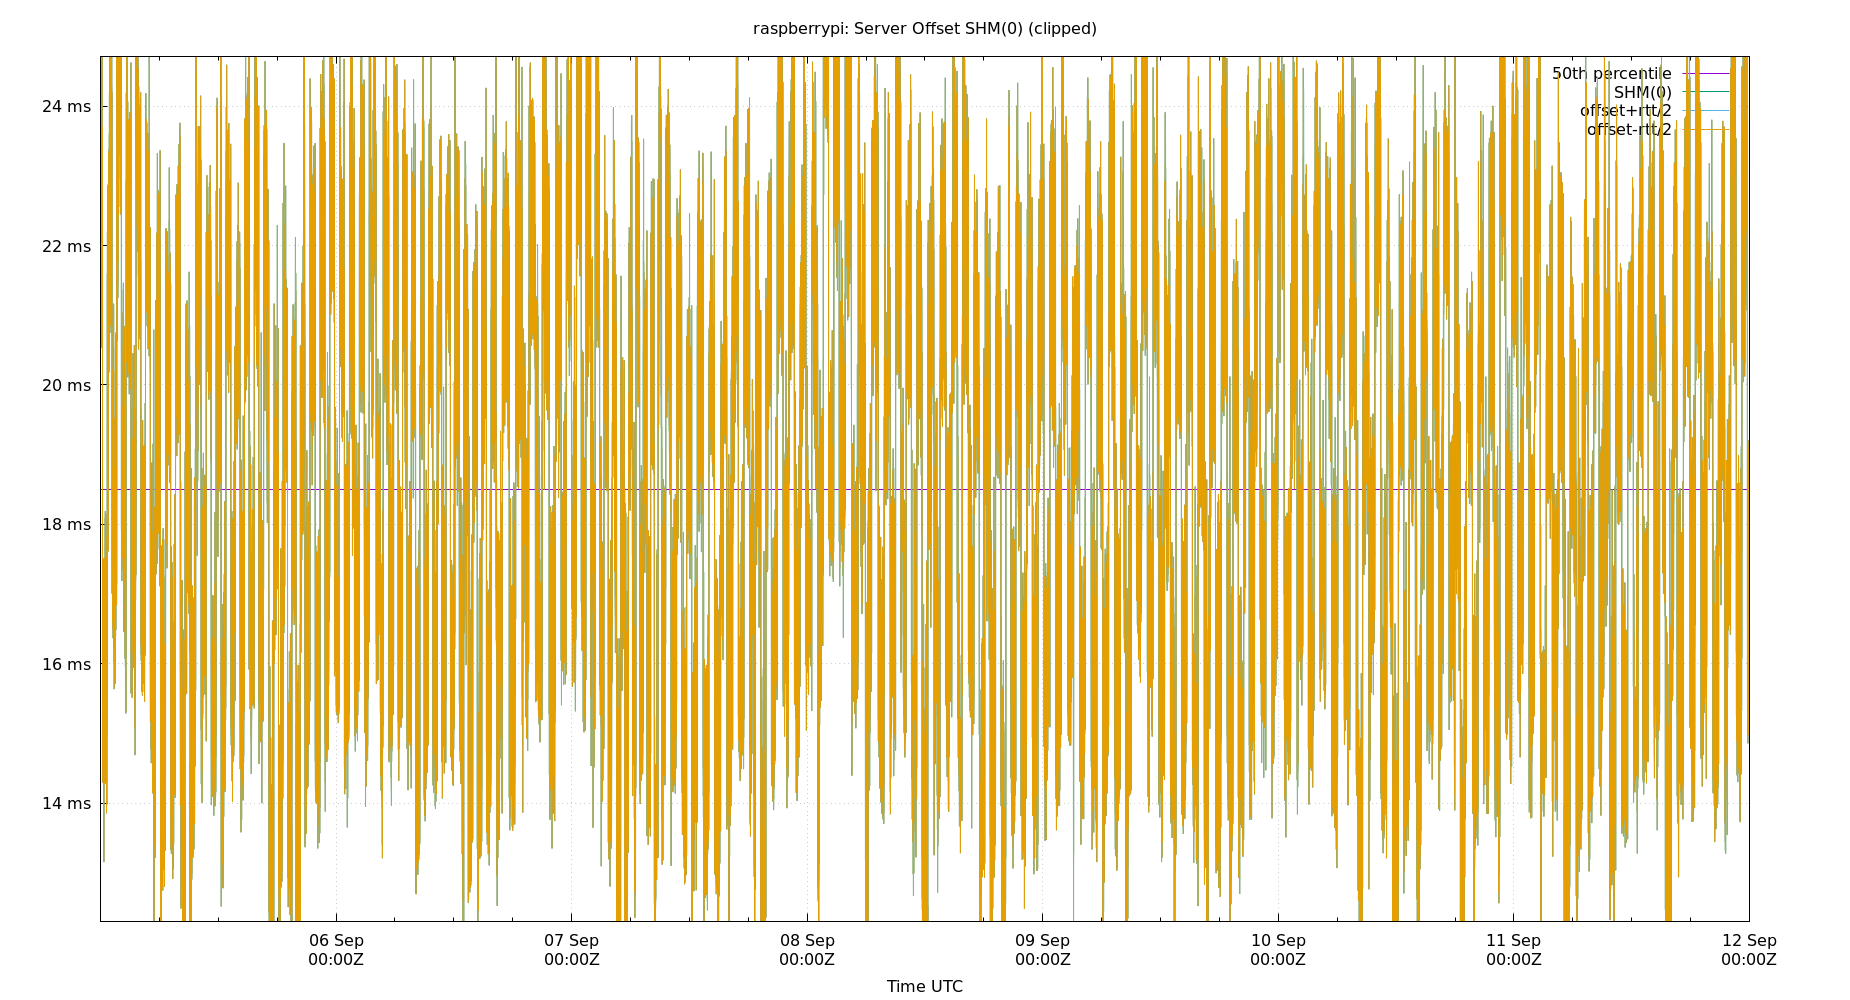 raspberrypi: Server Offset SHM(0) (clipped)
50th percentile
SHM(0)
offset+rtt/2
offset-rtt/2
24 ms
22 ms
20 ms
18 ms
16 ms
14 ms
06 Sep
00:00Z
07 Sep
00:00Z
08 Sep
00:00Z
09 Sep
00:00Z
10 Sep
00:00Z
11 Sep
00:00Z
12 Sep
00:00Z
Time UTC